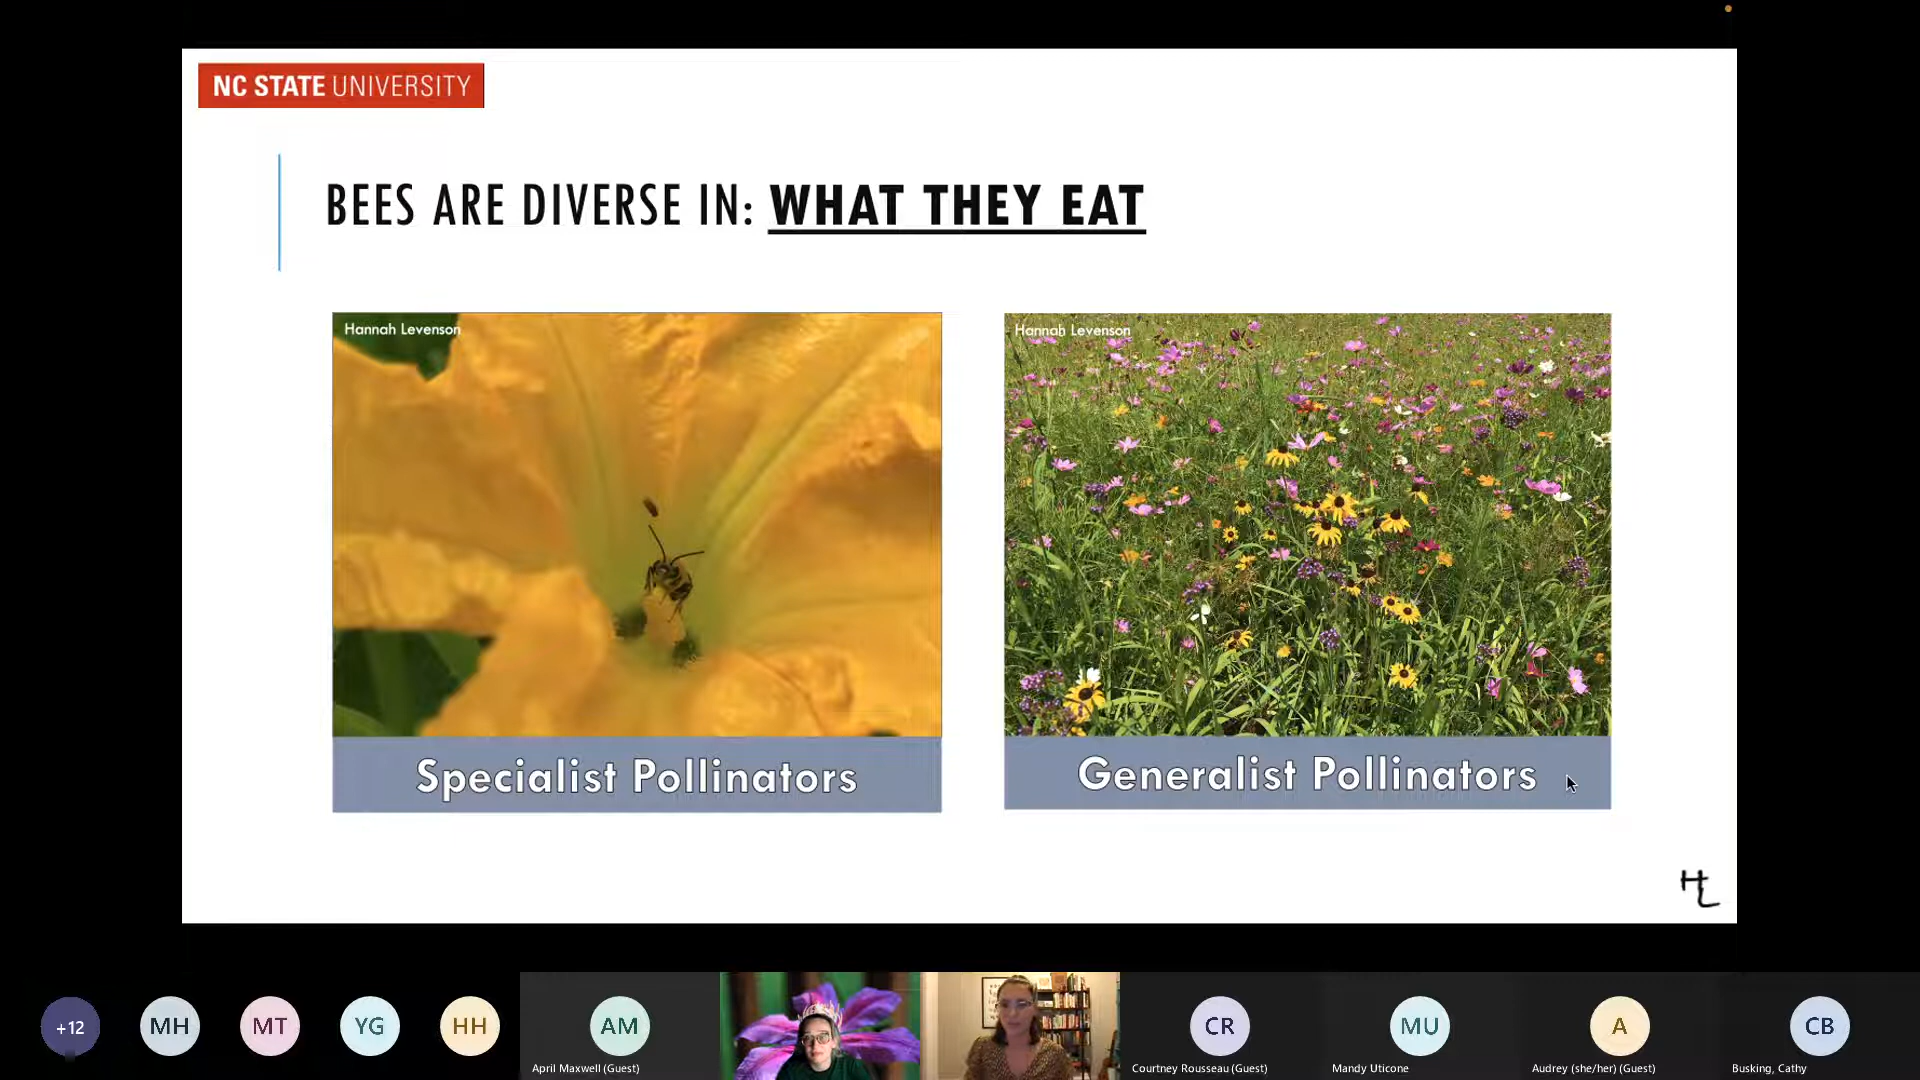 NC STATE UNIVERSITY
BEES ARE DIVERSE IN: WHAT THEY EAT
Hannah Levenson
Hannah Levenson
Specialist Pollinators
Generalist Pollinators
HL
+12
MH
MT
YG
HH
AM
CR
MU
A
CB
April Maxwell (Guest)
Courtney Rousseau (Guest)
Mandy Uticone
Audrey (she/her) (Guest)
Busking, Cathy